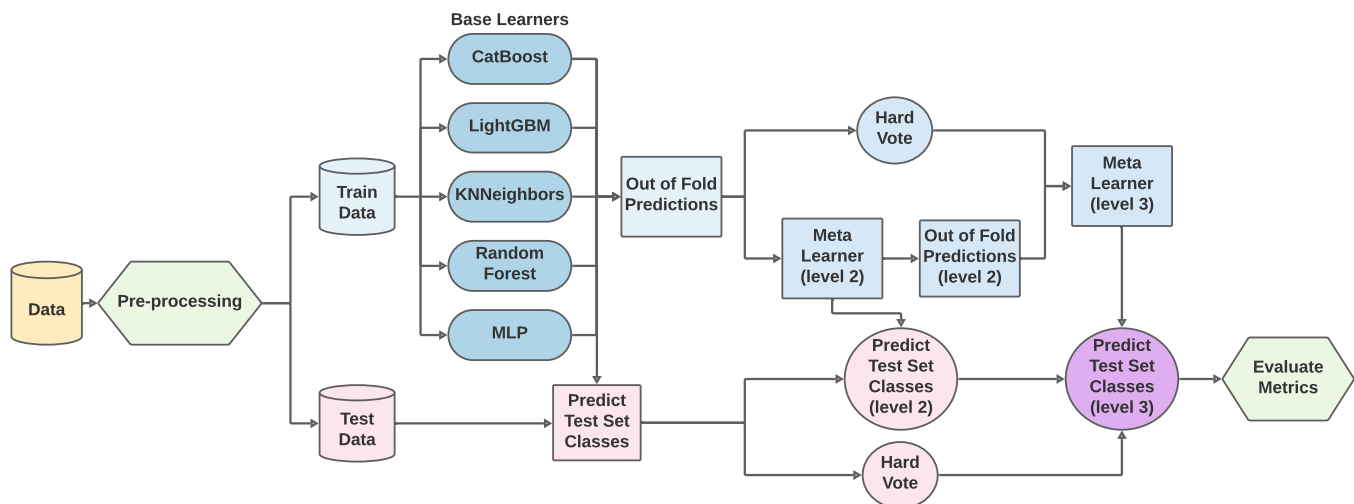 Base Learners
CatBoost
LightGBM
KNNeighbors
Random
Forest
MLP
Data
Pre-processing
Train
Data
Test
Data
Out of Fold
Predictions
Predict
Test Set
Classes
Hard
Vote
Meta
Learner
(level 2)
Out of Fold
Predictions
(level 2)
Meta
Learner
(level 3)
Predict
Test Set
Classes
(level 2)
Hard
Vote
Predict
Test Set
Classes
(level 3)
Evaluate
Metrics